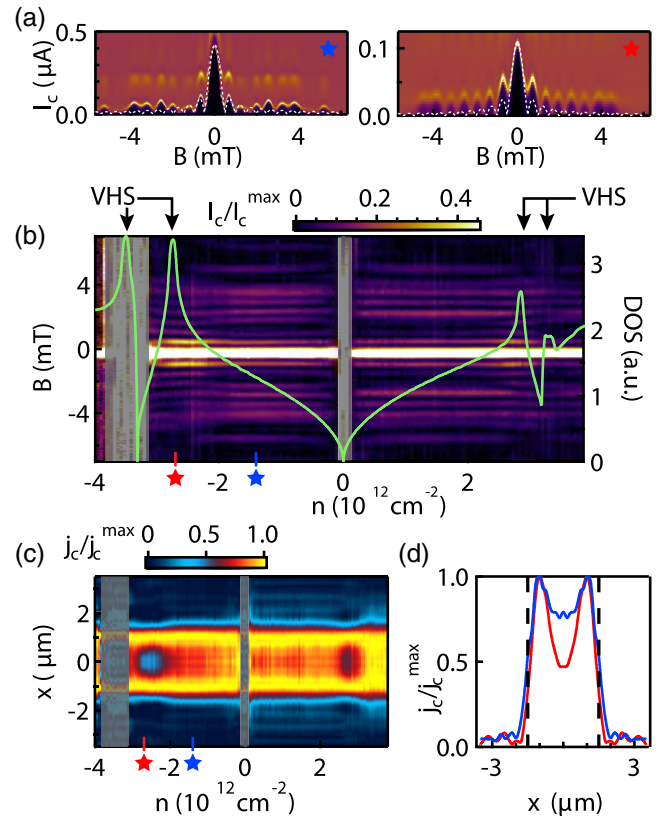 (a)
0.5
0.0
I_c (μA)
-4 0 4
B (mT)
0.1
0.0
-4 0 4
B (mT)
VHS
I_c/I_c^max
0 0.2 0.4
VHS
(b)
4
0
-4
B (mT)
3
2
1
0
DOS (a.u.)
-4 -2 0 2
n (10^12 cm^-2)
(c)
j_c/j_c^max
0 0.5 1.0
2
0
-2
x (μm)
-4 -2 0 2
n (10^12 cm^-2)
(d)
1.0
0.5
0.0
j_c/j_c^max
-3 3
x (μm)